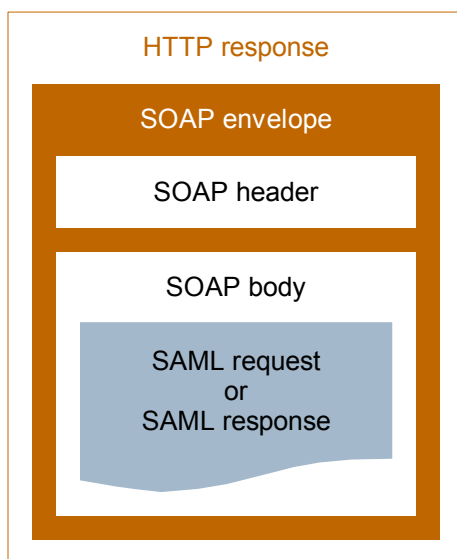 HTTP response
SOAP envelope
SOAP header
SOAP body
SAML request
or
SAML response